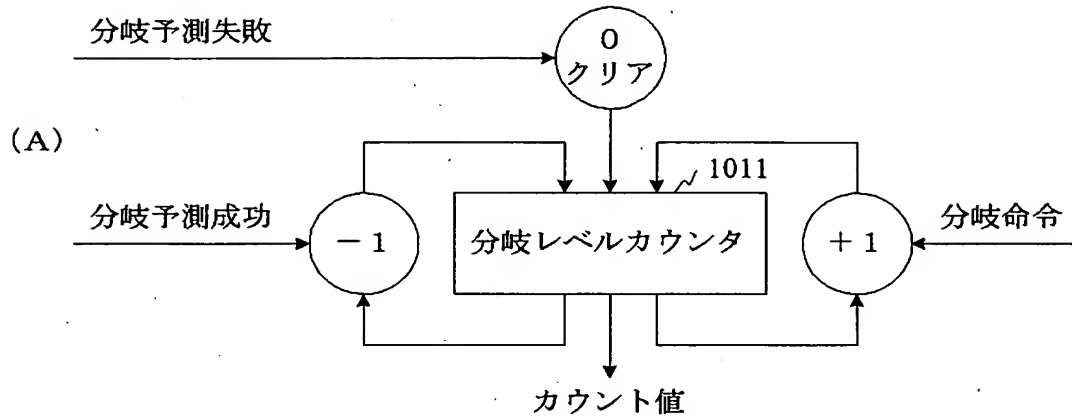 分岐予測失敗
0
クリア
(A)
1011
分岐予測成功
-1
分岐レベルカウンタ
+1
分岐命令
カウント値